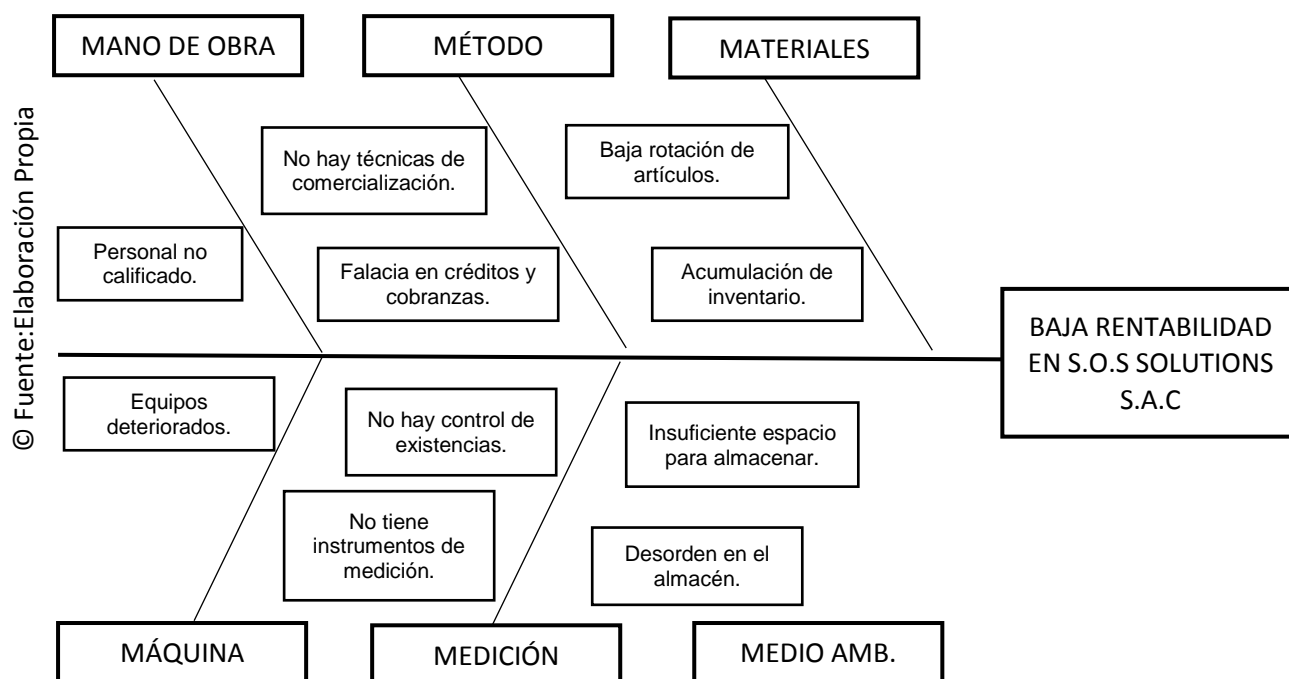 MANO DE OBRA
MÉTODO
MATERIALES
© Fuente:Elaboración Propia
No hay técnicas de
comercialización.
Baja rotación de
artículos.
Personal no
calificado.
Falacia en créditos y
cobranzas.
Acumulación de
inventario.
BAJA RENTABILIDAD
EN S.O.S SOLUTIONS
S.A.C
Equipos
deteriorados.
No hay control de
existencias.
Insuficiente espacio
para almacenar.
No tiene
instrumentos de
medición.
Desorden en el
almacén.
MÁQUINA
MEDICIÓN
MEDIO AMB.